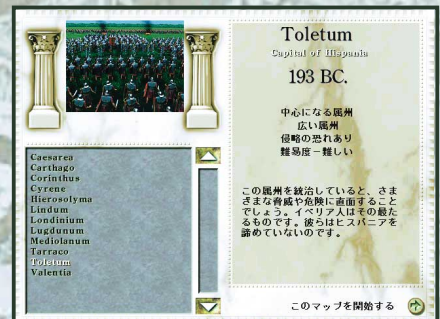 Toletum
Capital of Hispania
193 BC.
中心になる属州
広い属州
侵略の恐れあり
難易度－難しい
この属州を統治していると、さま
ざまな脅威や危険に直面すること
でしょう。イベリア人はその最た
るものです。彼らはヒスパニアを
諦めていないのです。
Caesarea
Carthago
Corinthus
Cyrene
Hierosolyma
Lindum
Londinium
Lugdunum
Mediolanum
Tarraco
Toletum
Valentia
このマップを開始する